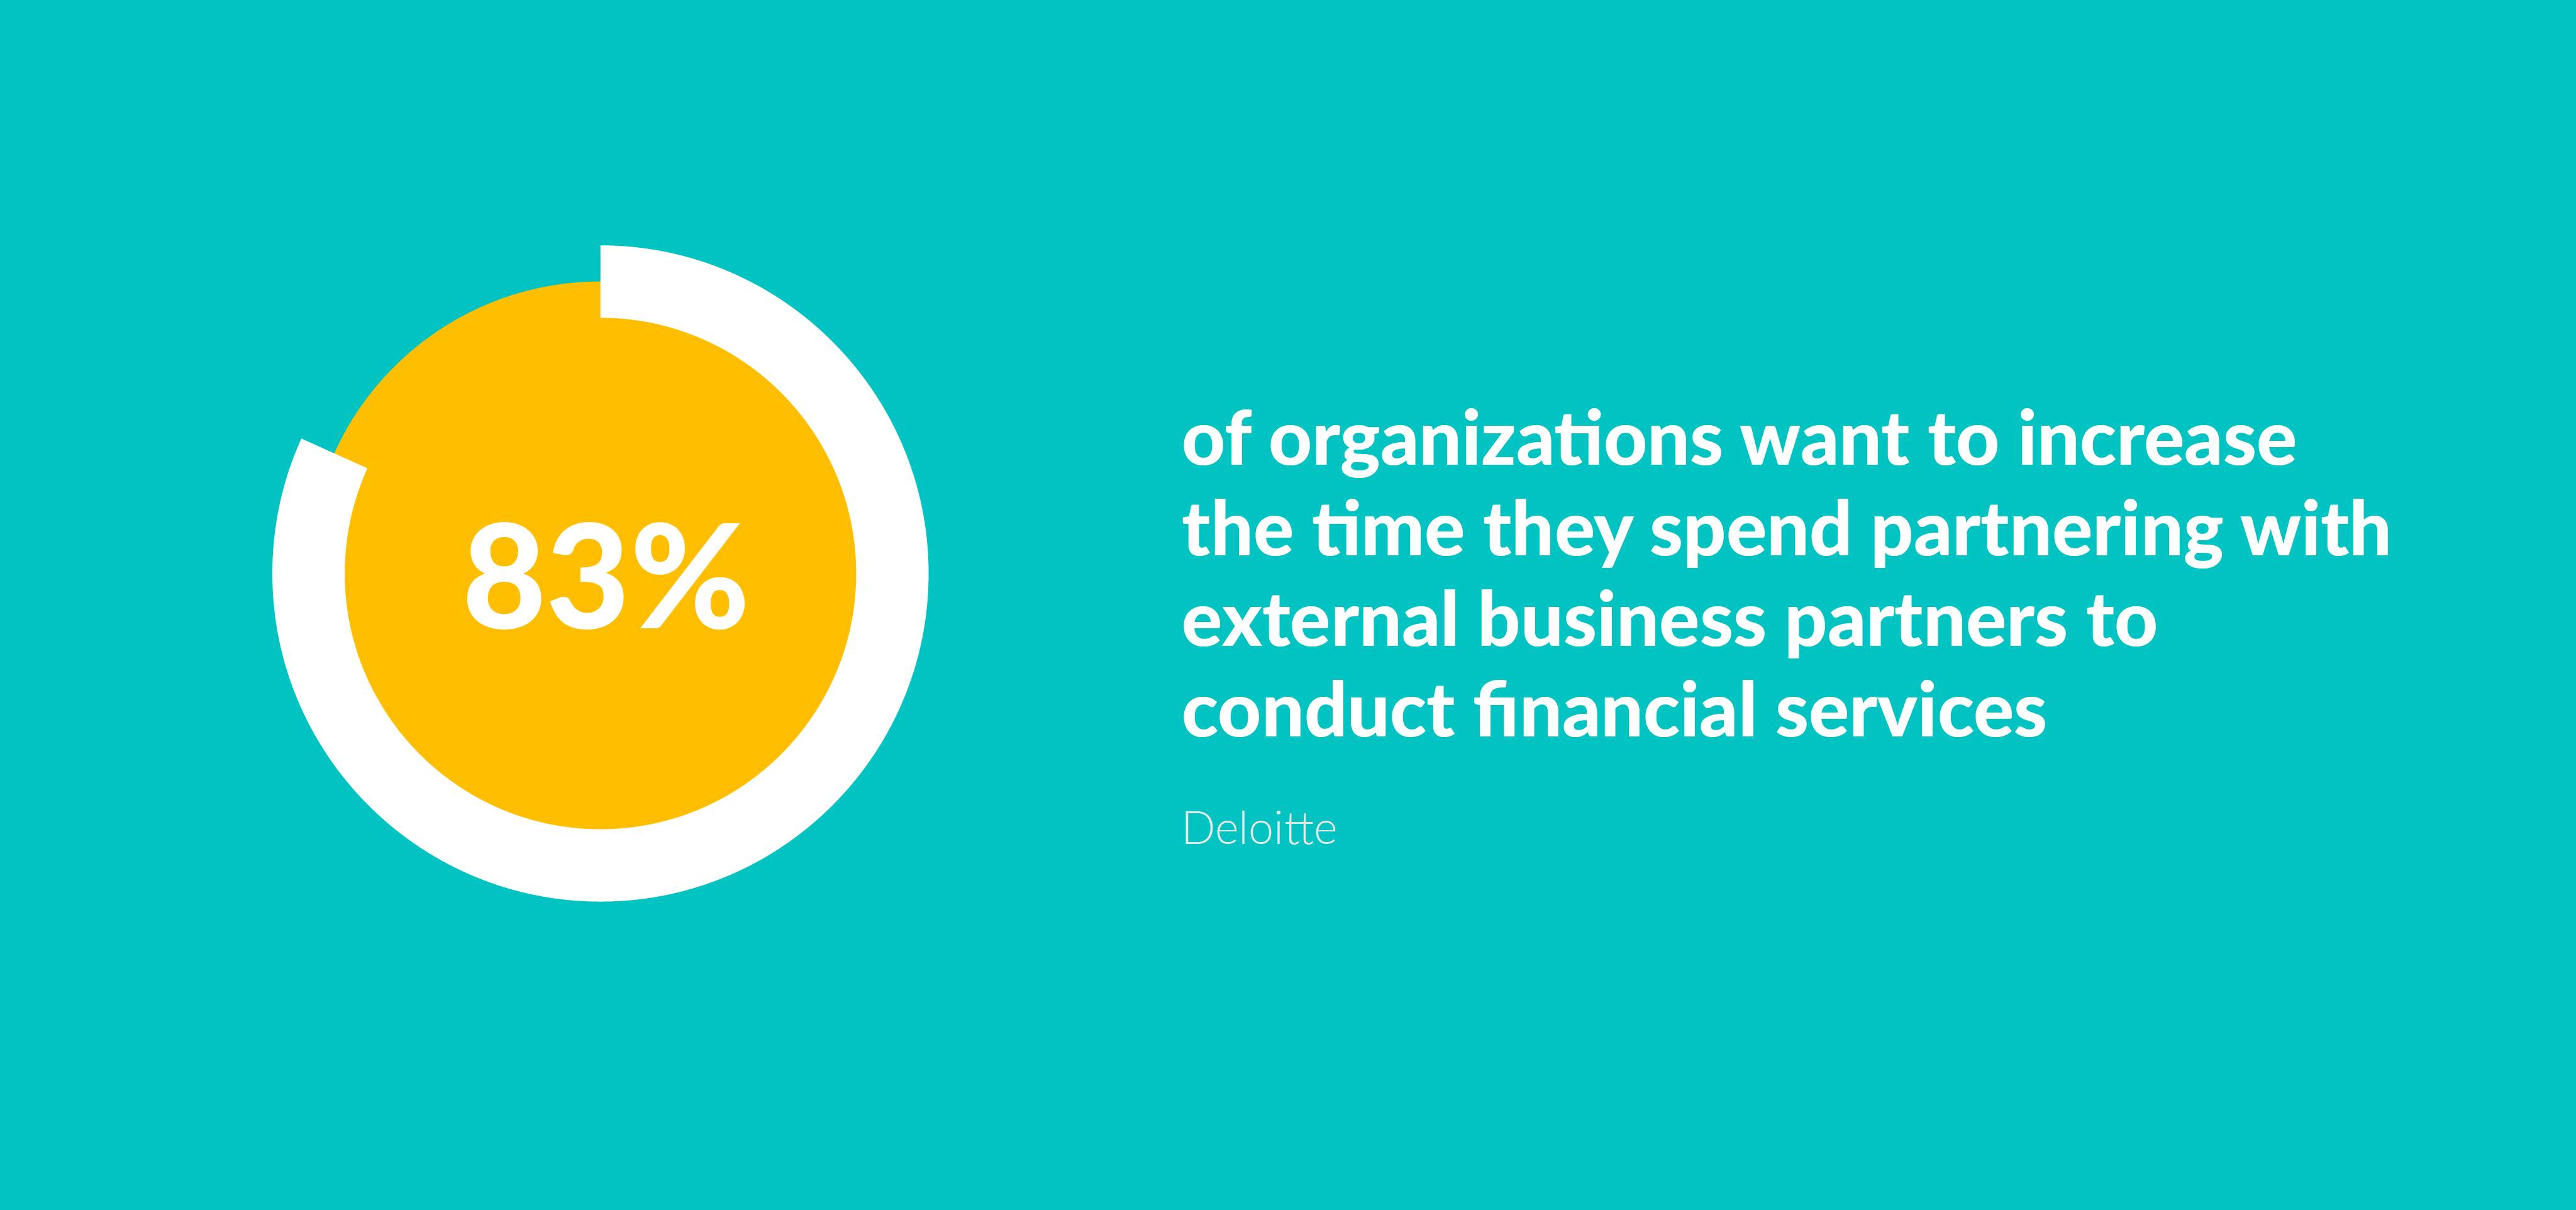 83%
of organizations want to increase
the time they spend partnering with
external business partners to
conduct financial services
Deloitte